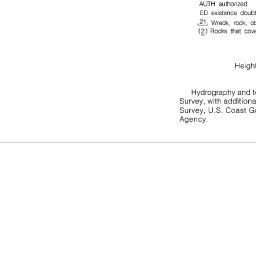 AUTH authorized
ED existence doubt
21, Wreck, rock, ob
(2) Rocks that cove
Heigh
Hydrography and t
Survey, with additiona
Survey, U.S. Coast G
Agency.